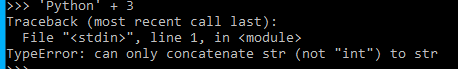 >>> 'Python' + 3
Traceback (most recent call last):
  File "<stdin>", line 1, in <module>
TypeError: can only concatenate str (not "int") to str
>>>